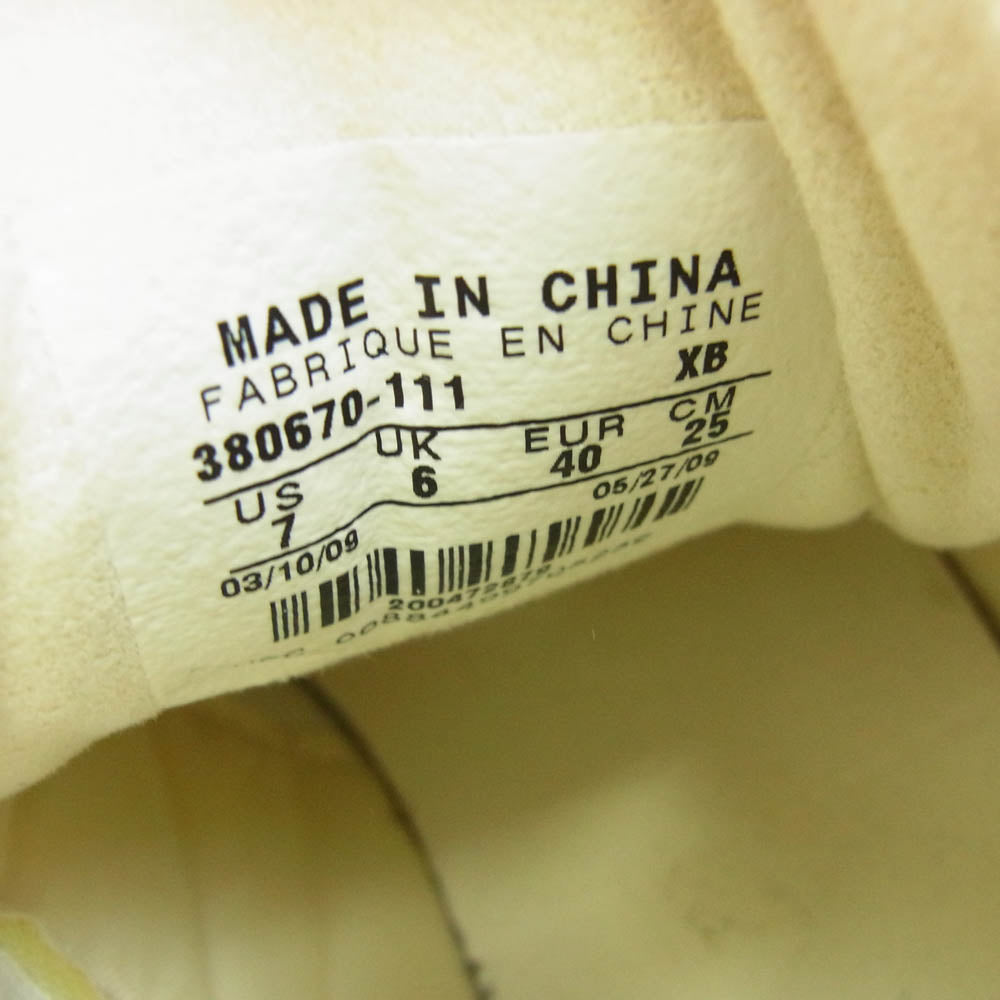 MADE IN CHINA
FABRIQUE EN CHINE
380670-111 XB
US UK EUR CM
7 6 40 25
03/10/09 05/27/09